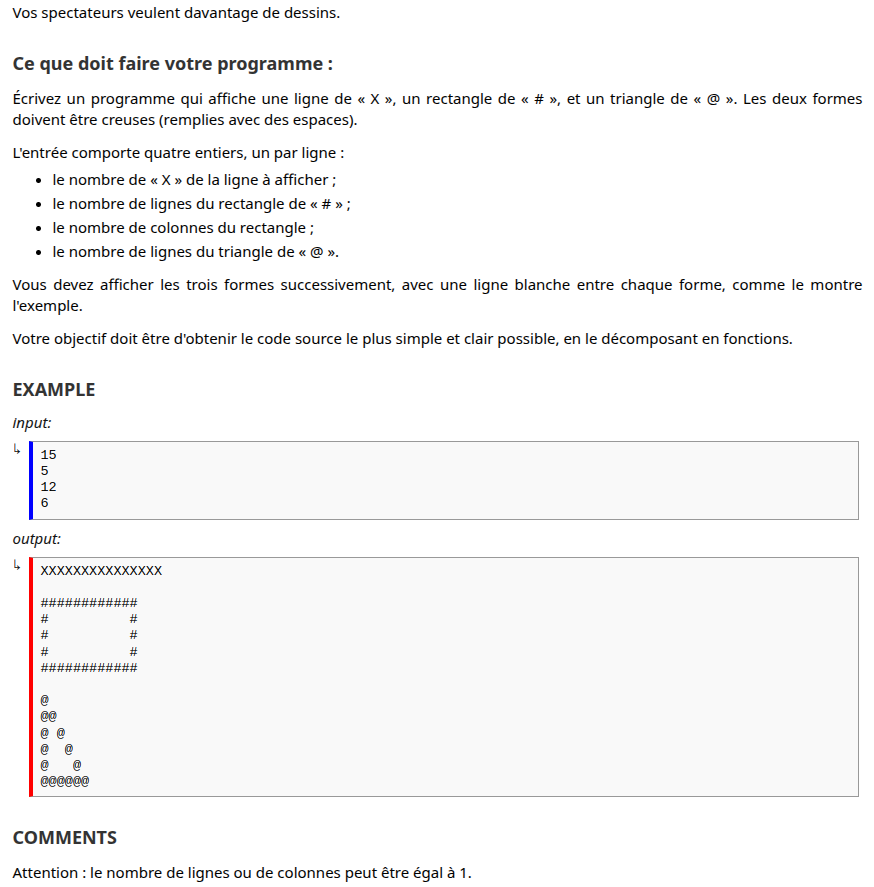 Vos spectateurs veulent davantage de dessins.
Ce que doit faire votre programme :
Écrivez un programme qui affiche une ligne de « X », un rectangle de « # », et un triangle de « @ ». Les deux formes
doivent être creuses (remplies avec des espaces).
L'entrée comporte quatre entiers, un par ligne :
• le nombre de « X » de la ligne à afficher ;
• le nombre de lignes du rectangle de « # » ;
• le nombre de colonnes du rectangle ;
• le nombre de lignes du triangle de « @ ».
Vous devez afficher les trois formes successivement, avec une ligne blanche entre chaque forme, comme le montre
l'exemple.
Votre objectif doit être d'obtenir le code source le plus simple et clair possible, en le décomposant en fonctions.
EXAMPLE
input:
↳
15
5
12
6
output:
↳
XXXXXXXXXXXXXXX

############
#          #
#          #
#          #
############

@
@@
@ @
@  @
@   @
@@@@@@
COMMENTS
Attention : le nombre de lignes ou de colonnes peut être égal à 1.